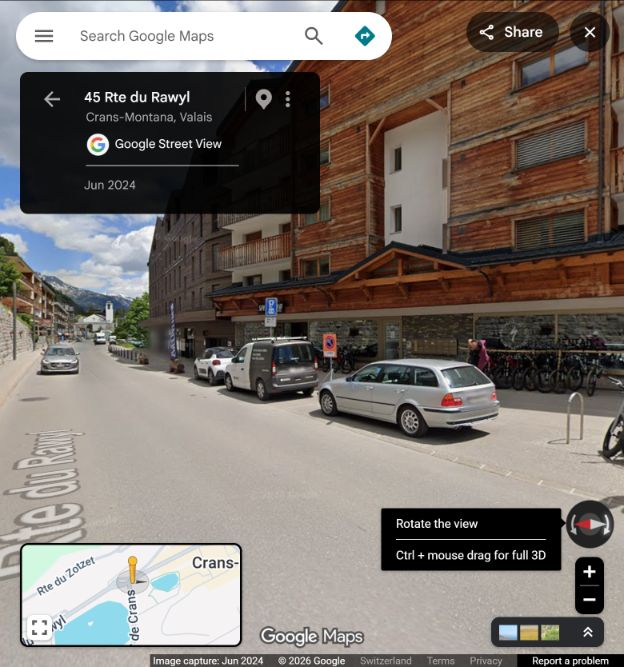 Search Google Maps
Share
45 Rte du Rawyl
Crans-Montana, Valais
Google Street View
Jun 2024
Rte du Rawyl
Rotate the view
Ctrl + mouse drag for full 3D
Rte du Zotzet
Crans-
de Crans
Google Maps
Image capture: Jun 2024 © 2026 Google Switzerland Terms Privacy Report a problem